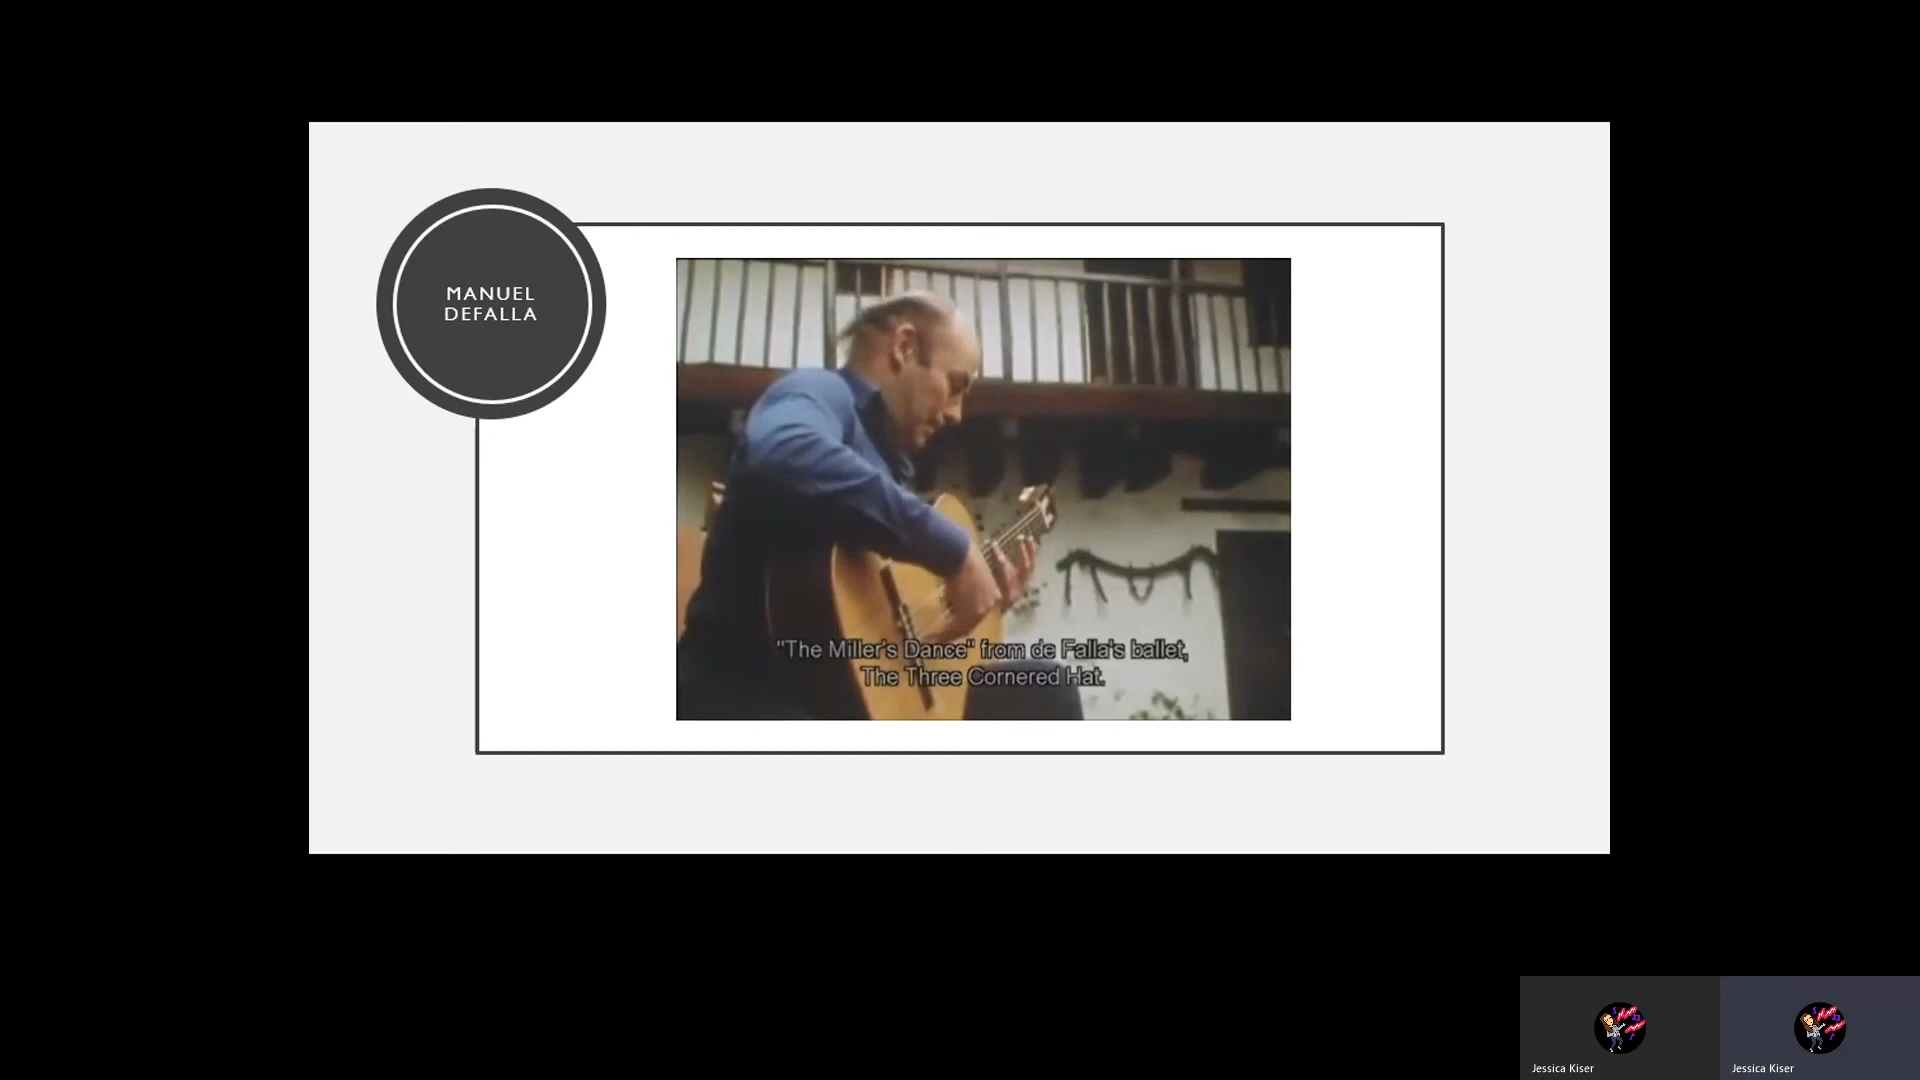 MANUEL
DEFALLA
"The Miller's Dance" from de Falla's ballet,
The Three Cornered Hat.
Jessica Kiser
Jessica Kiser